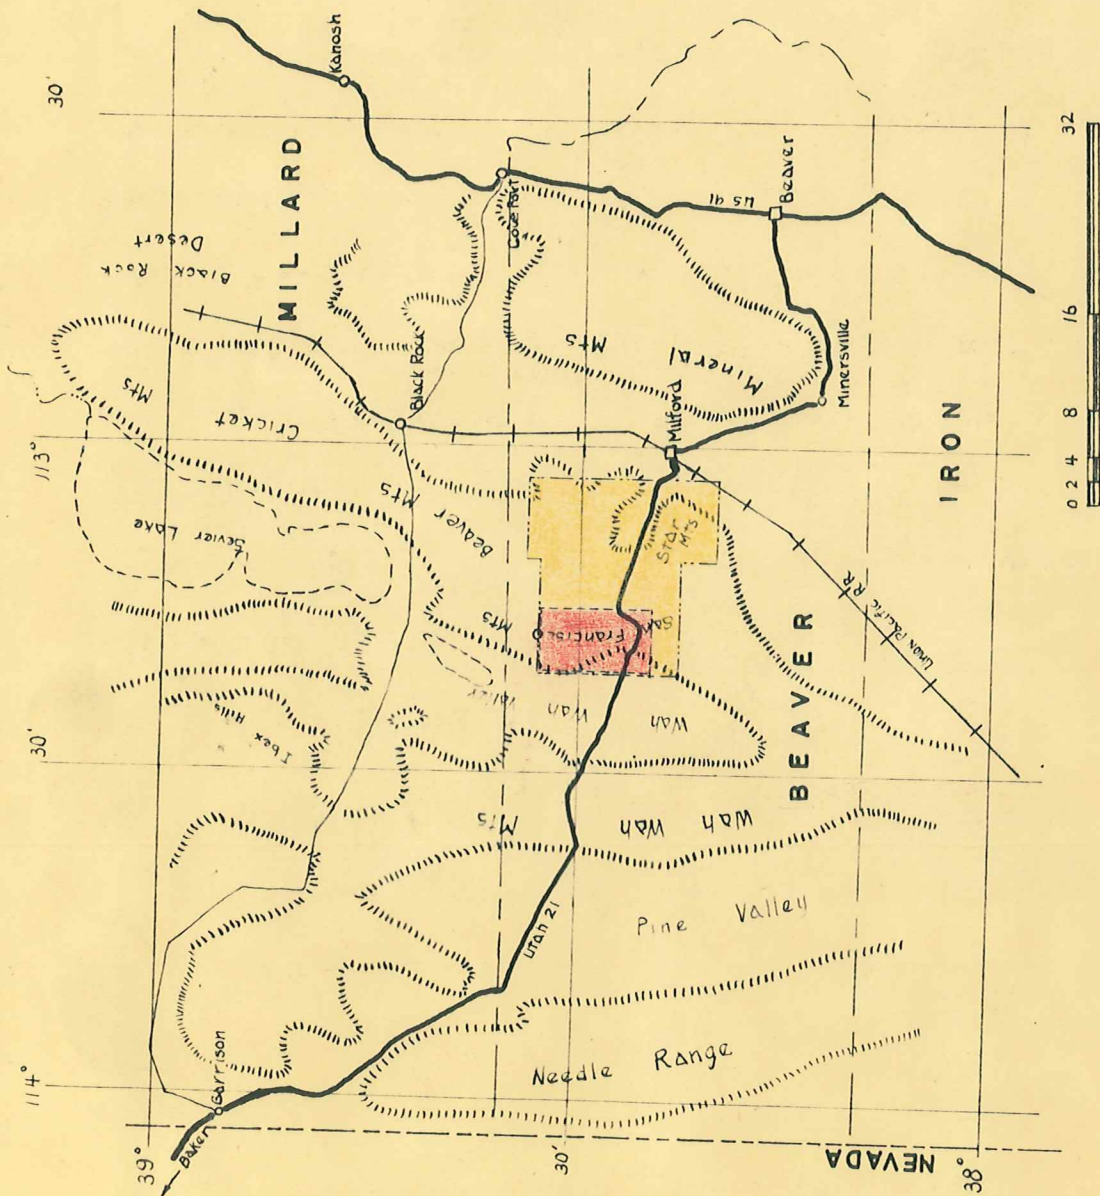 30'
Kanosh
MILLARD
Black Rock
Desert
Cove Fort
US 91
Beaver
32
16
8
4
2
0
Mineral
Mts
Minersville
Milford
Black Rock
Cricket
Mts
113°
Sevier Lake
Beaver
Mts
Star
Mts
San
Francisco
Mts
IRON
Union Pacific RR
BEAVER
Wah
Wah
Valley
30'
Ibex
Hills
Wah Wah
Mts
Utah 21
Pine Valley
Needle Range
114°
Garrison
Baker
39°
30'
38°
NEVADA